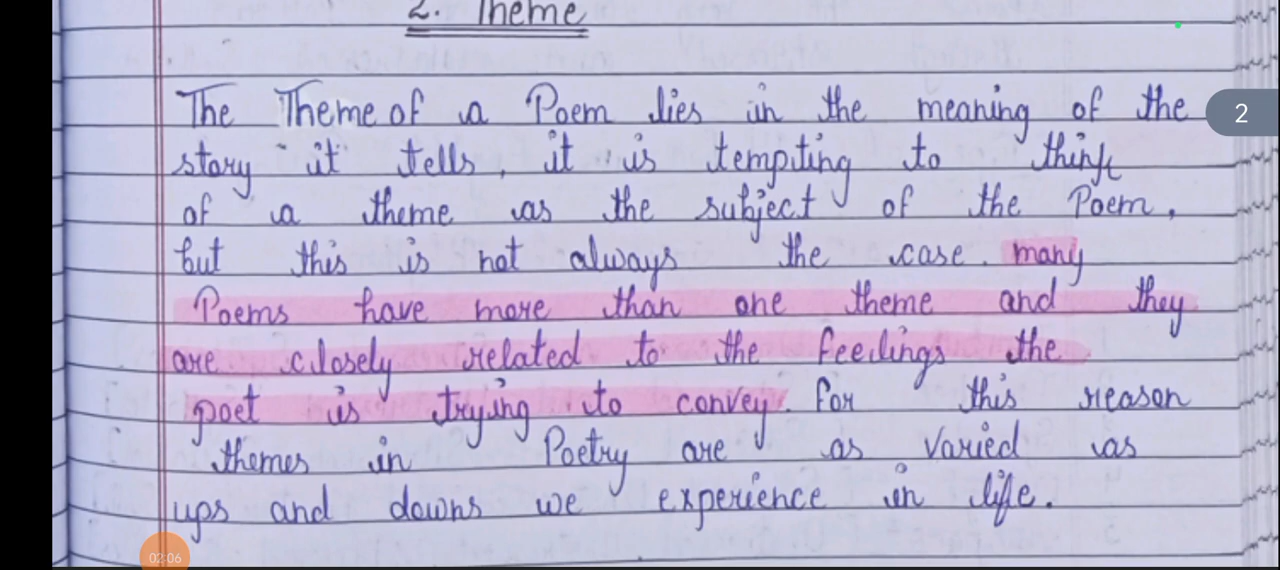 2. Theme
The Theme of a Poem lies in the meaning of the
2
story it tells, it is tempting to think
of a theme as the subject of the Poem,
but this is not always the case. many
Poems have more than one theme and they
are closely related to the feelings the
poet is trying to convey. For this reason
themes in Poetry are as varied as
ups and downs we experience in life.
02:06